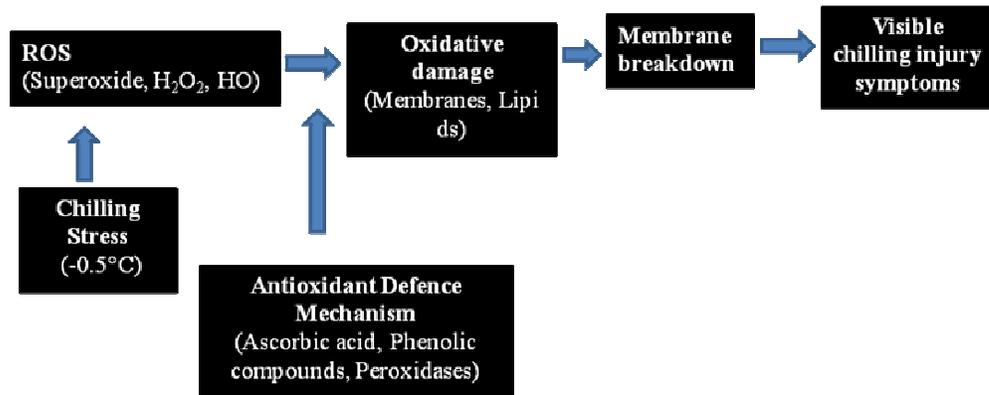 ROS
(Superoxide, H₂O₂, HO)
Oxidative
damage
(Membranes, Lipi
ds)
Membrane
breakdown
Visible
chilling injury
symptoms
Chilling
Stress
(-0.5°C)
Antioxidant Defence
Mechanism
(Ascorbic acid, Phenolic
compounds, Peroxidases)